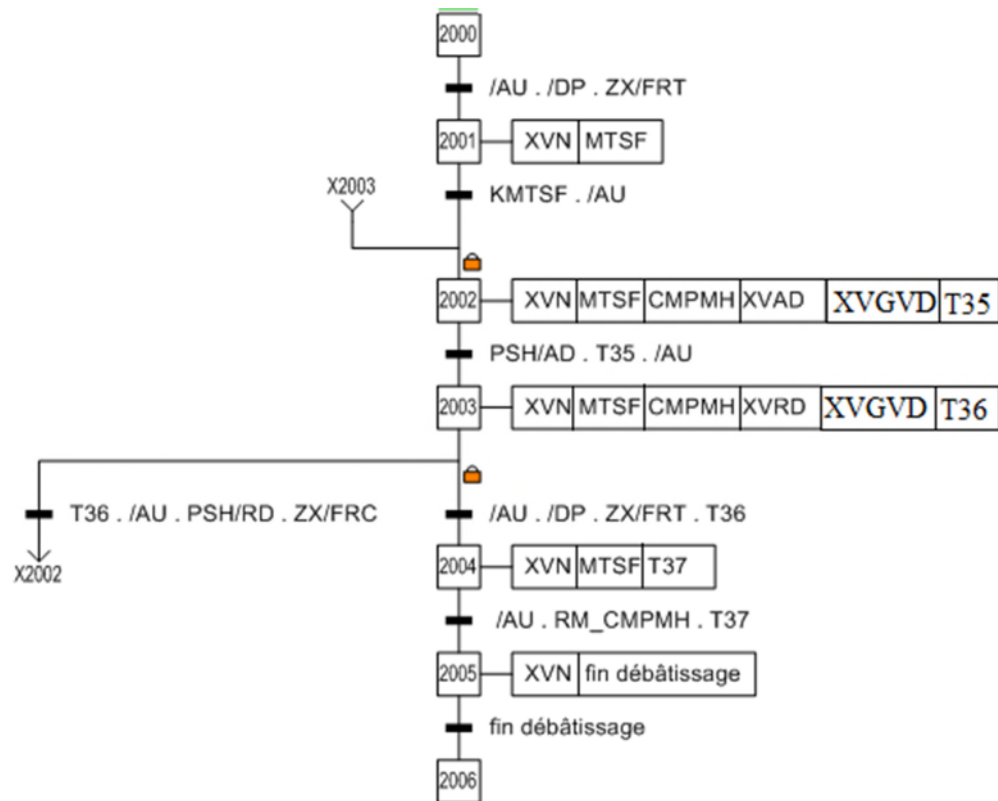 2000
/AU . /DP . ZX/FRT
2001 XVN MTSF
X2003
KMTSF . /AU
2002 XVN MTSF CMPMH XVAD XVGVD T35
PSH/AD . T35 . /AU
2003 XVN MTSF CMPMH XVRD XVGVD T36
T36 . /AU . PSH/RD . ZX/FRC
/AU . /DP . ZX/FRT . T36
X2002
2004 XVN MTSF T37
/AU . RM_CMPMH . T37
2005 XVN fin débâtissage
fin débâtissage
2006